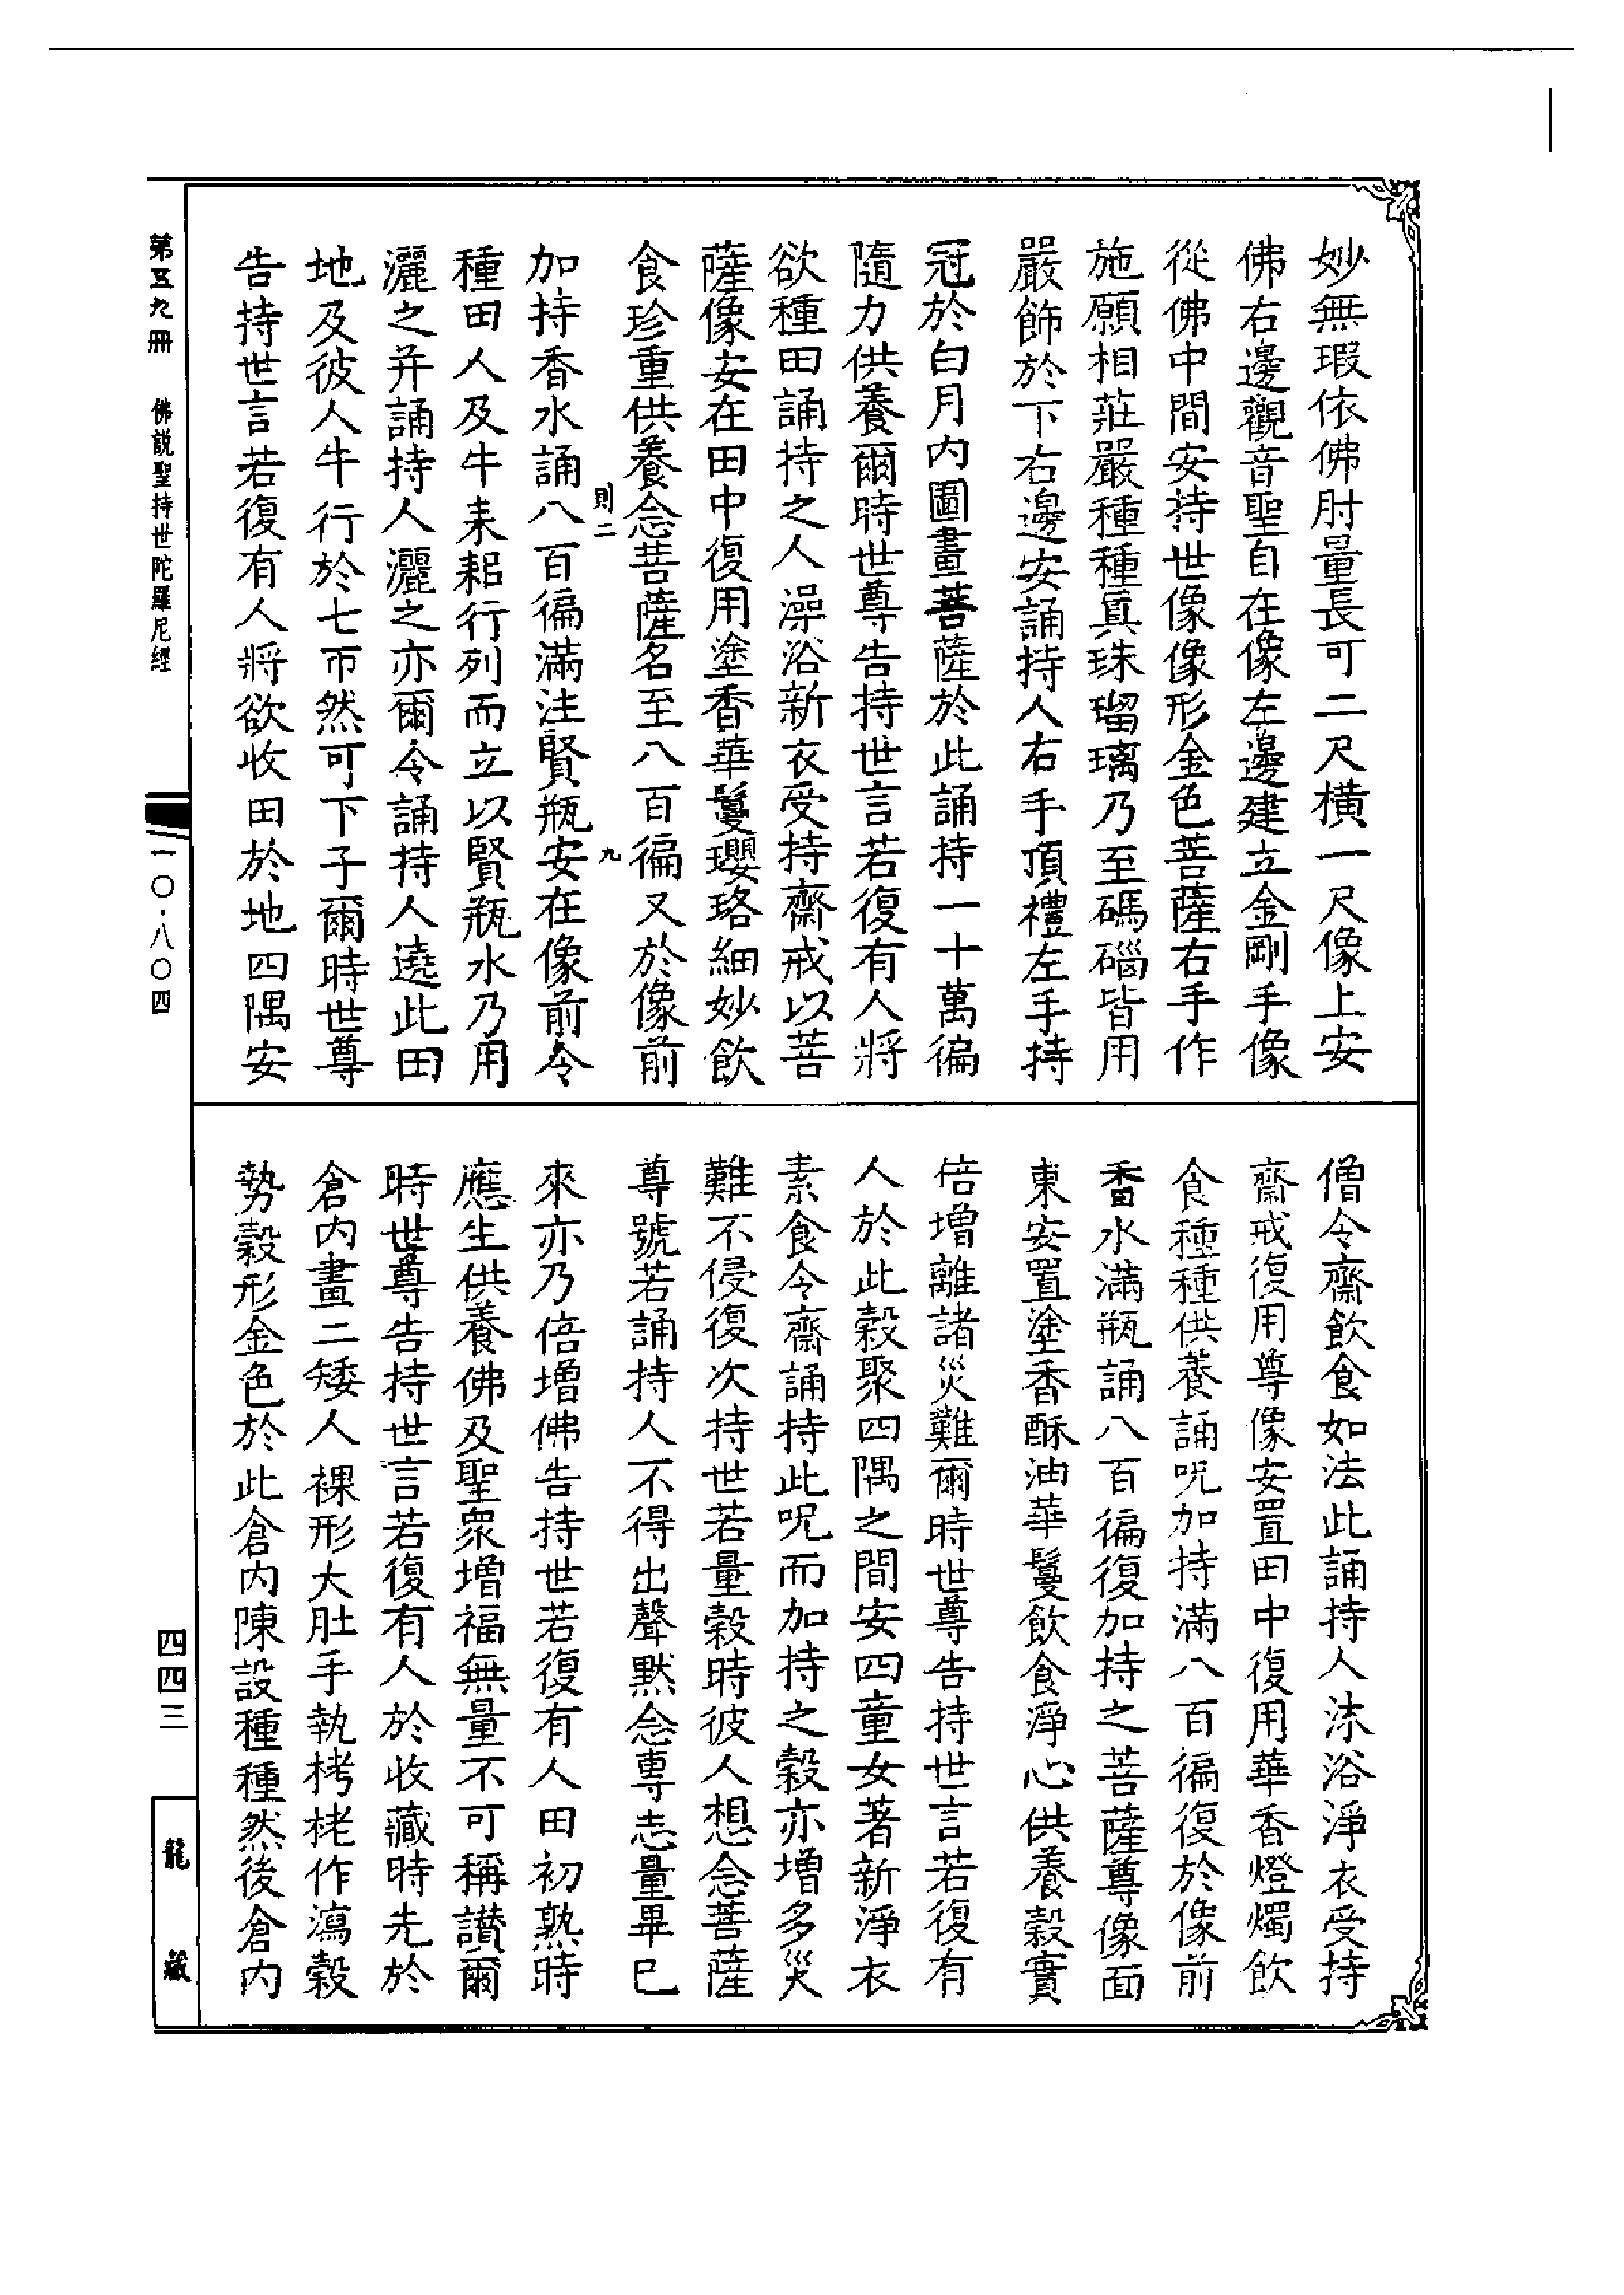 妙無瑕依佛肘量長可二尺橫一尺像上安
佛右邊觀音聖自在像左邊建立金剛手像
從佛中間安持世像像形金色菩薩右手作
施願相莊嚴種種真珠瑠璃乃至碼碯皆用
嚴飾於下右邊安誦持人右手頂禮左手持
冠於白月內圖畫菩薩於此誦持一十萬徧
隨力供養爾時世尊告持世言若復有人將
欲種田誦持之人澡浴新衣受持齋戒以菩
薩像安在田中復用塗香華鬘瓔珞細妙飲
食珍重供養念菩薩名至八百徧又於像前
則二
九
加持香水誦八百徧滿注賢瓶安在像前令
種田人及牛耒耜行列而立以賢瓶水乃用
灑之并誦持人灑之亦爾令誦持人遶此田
地及彼人牛行於七帀然可下子爾時世尊
告持世言若復有人將欲收田於地四隅安
僧令齋飲食如法此誦持人沐浴淨衣受持
齋戒復用尊像安置田中復用華香燈燭飲
食種種供養誦呪加持滿八百徧復於像前
香水滿瓶誦八百徧復加持之菩薩尊像面
東安置塗香酥油華鬘飲食淨心供養穀實
倍增離諸災難爾時世尊告持世言若復有
人於此穀聚四隅之間安四童女著新淨衣
素食令齋誦持此呪而加持之穀亦增多災
難不侵復次持世若量穀時彼人想念菩薩
尊號若誦持人不得出聲默念專志量畢已
來亦乃倍增佛告持世若復有人田初熟時
應生供養佛及聖眾增福無量不可稱讚爾
時世尊告持世言若復有人於收藏時先於
倉內畫二矮人裸形大肚手執栲栳作瀉穀
勢穀形金色於此倉內陳設種種然後倉內
第五九冊 佛說聖持世陀羅尼經
一〇·八〇四
四四三
龍藏